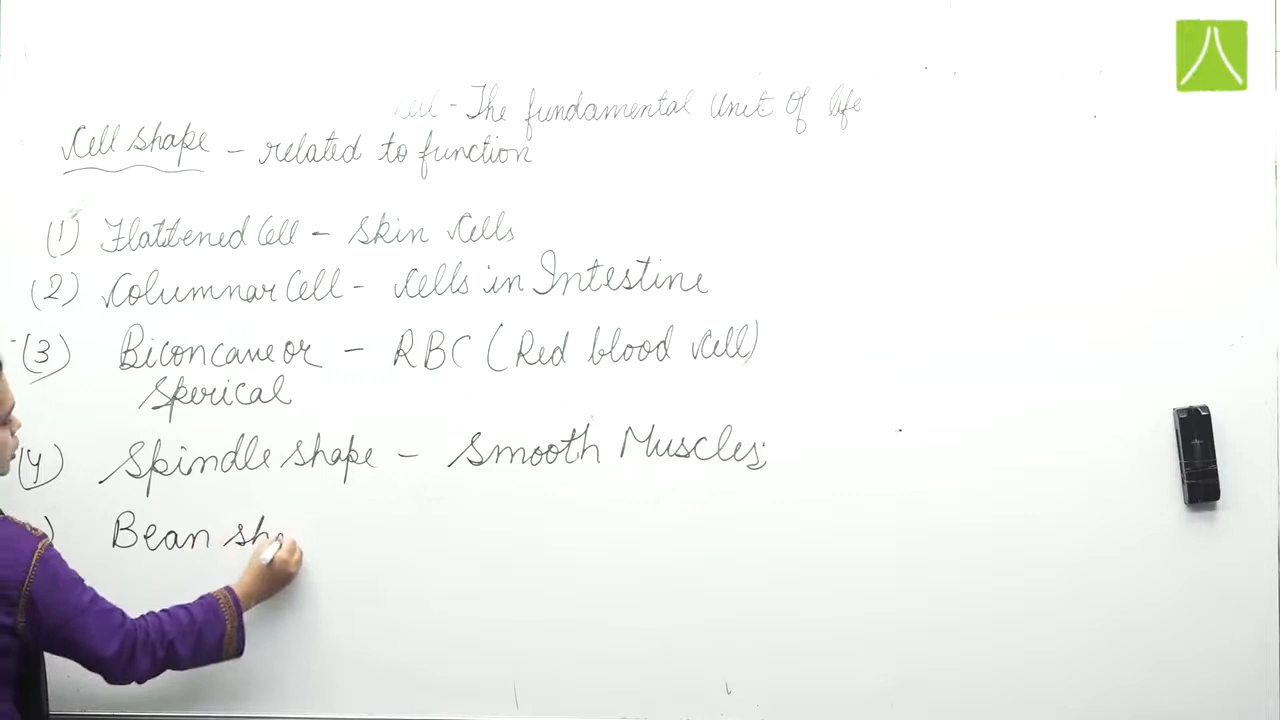 - The fundamental unit of life
Cell shape - related to function
(1) Flattened Cell - Skin Cells
(2) Columnar Cell - Cells in Intestine
(3) Biconcave or - RBC (Red blood Cell)
Sperical
(4) Spindle shape - Smooth Muscles;
) Bean sh